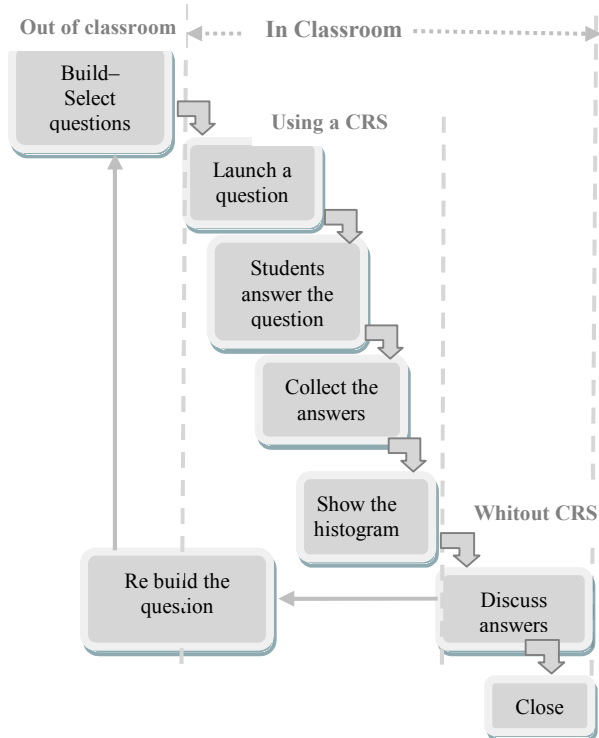 Out of classroom
In Classroom
Build–
Select
questions
Using a CRS
Launch a
question
Students
answer the
question
Collect the
answers
Show the
histogram
Whitout CRS
Re build the
question
Discuss
answers
Close